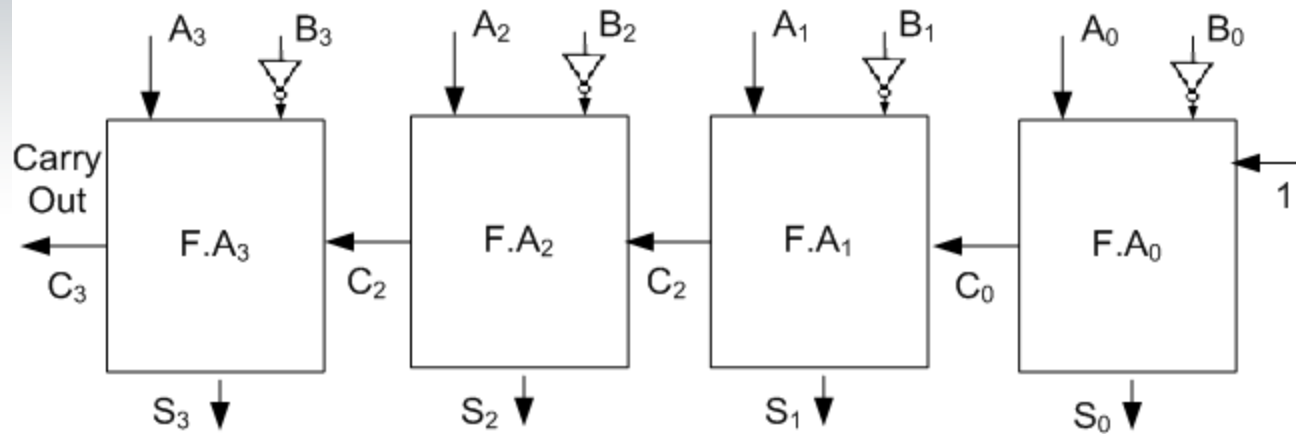 A₃ B₃ A₂ B₂ A₁ B₁ A₀ B₀
Carry
Out
1
F.A₃ F.A₂ F.A₁ F.A₀
C₃ C₂ C₂ C₀
S₃ S₂ S₁ S₀